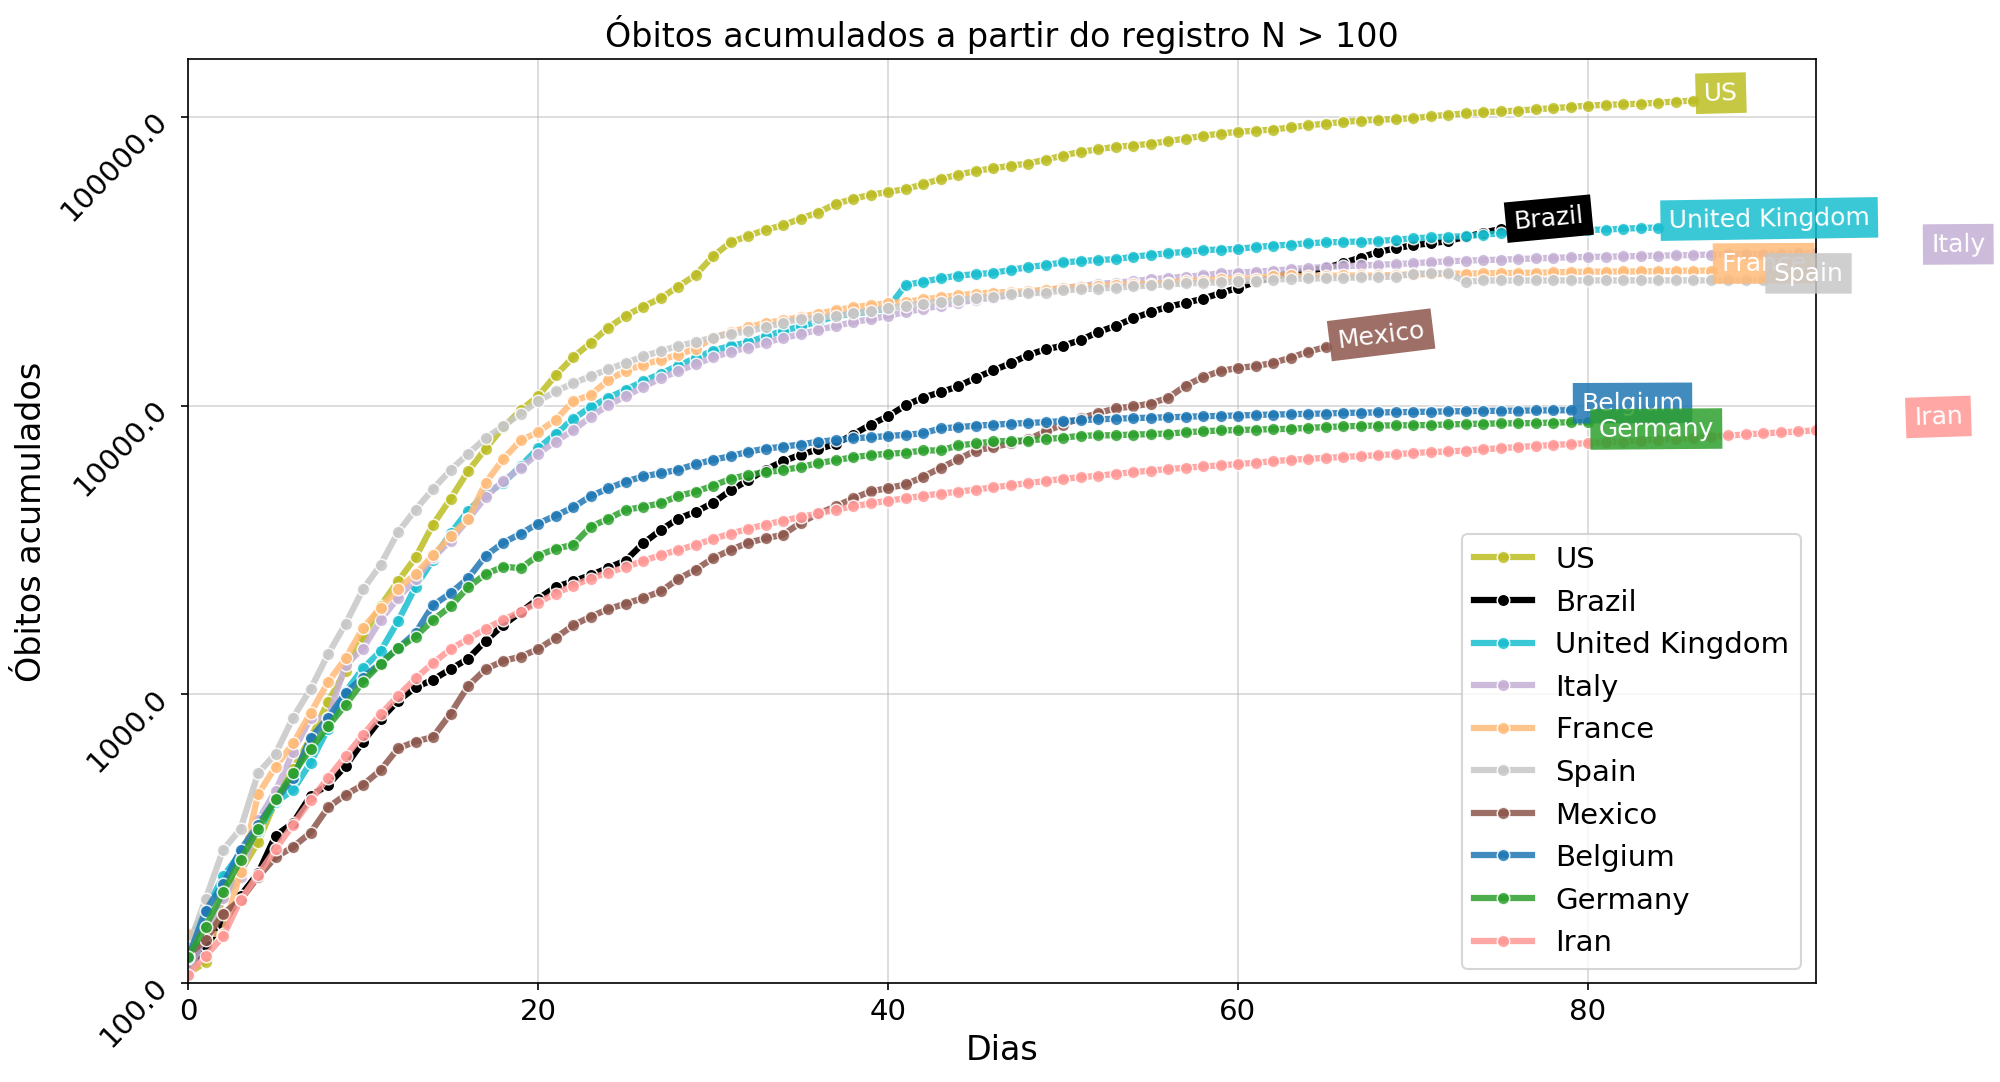 Óbitos acumulados a partir do registro N > 100
Óbitos acumulados
100000.0
10000.0
1000.0
100.0
0
20
40
60
80
Dias
US
Brazil
United Kingdom
Italy
France
Spain
Mexico
Belgium
Germany
Iran
US
Brazil
United Kingdom
Italy
France
Spain
Mexico
Belgium
Germany
Iran